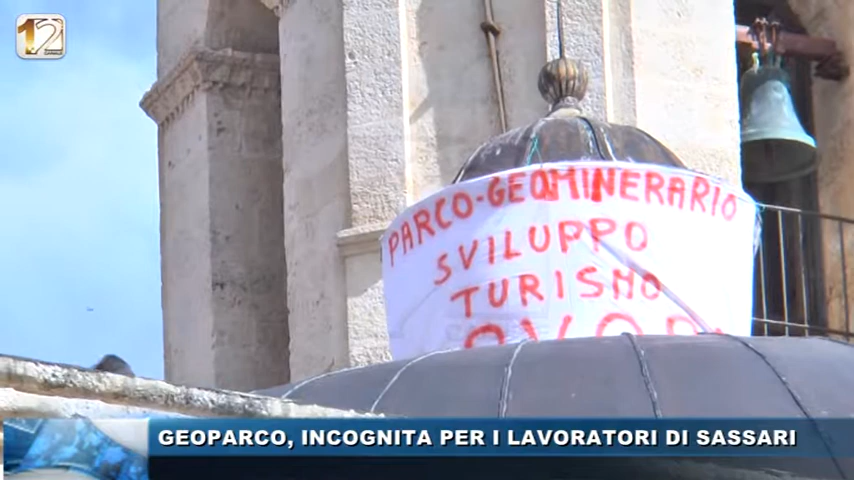 12
PARCO-GEOMINERARIO
SVILUPPO
TURISMO
GEOPARCO, INCOGNITA PER I LAVORATORI DI SASSARI